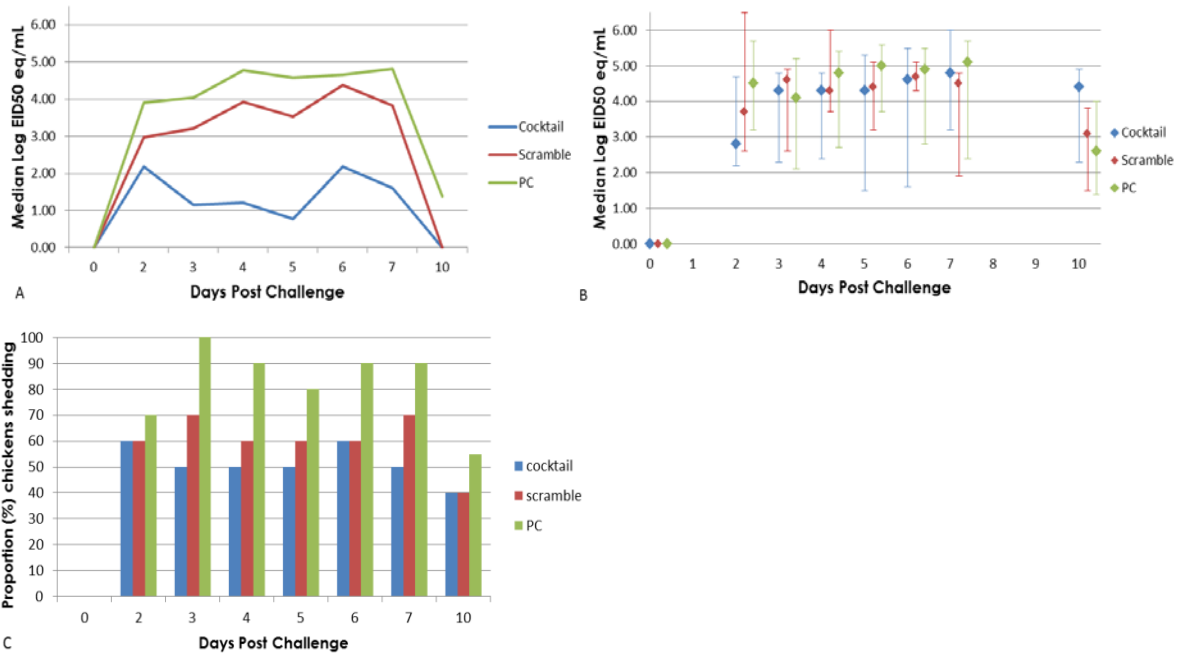 Median Log EID50 eq/mL
6.00
5.00
4.00
3.00
2.00
1.00
0.00
0 2 3 4 5 6 7 10
Days Post Challenge
Cocktail
Scramble
PC
A
Median Log EID50 eq/mL
6.00
5.00
4.00
3.00
2.00
1.00
0.00
0 1 2 3 4 5 6 7 8 9 10
Days Post Challenge
Cocktail
Scramble
PC
B
Proportion (%) chickens shedding
100
90
80
70
60
50
40
30
20
10
0
0 2 3 4 5 6 7 10
Days Post Challenge
cocktail
scramble
PC
C